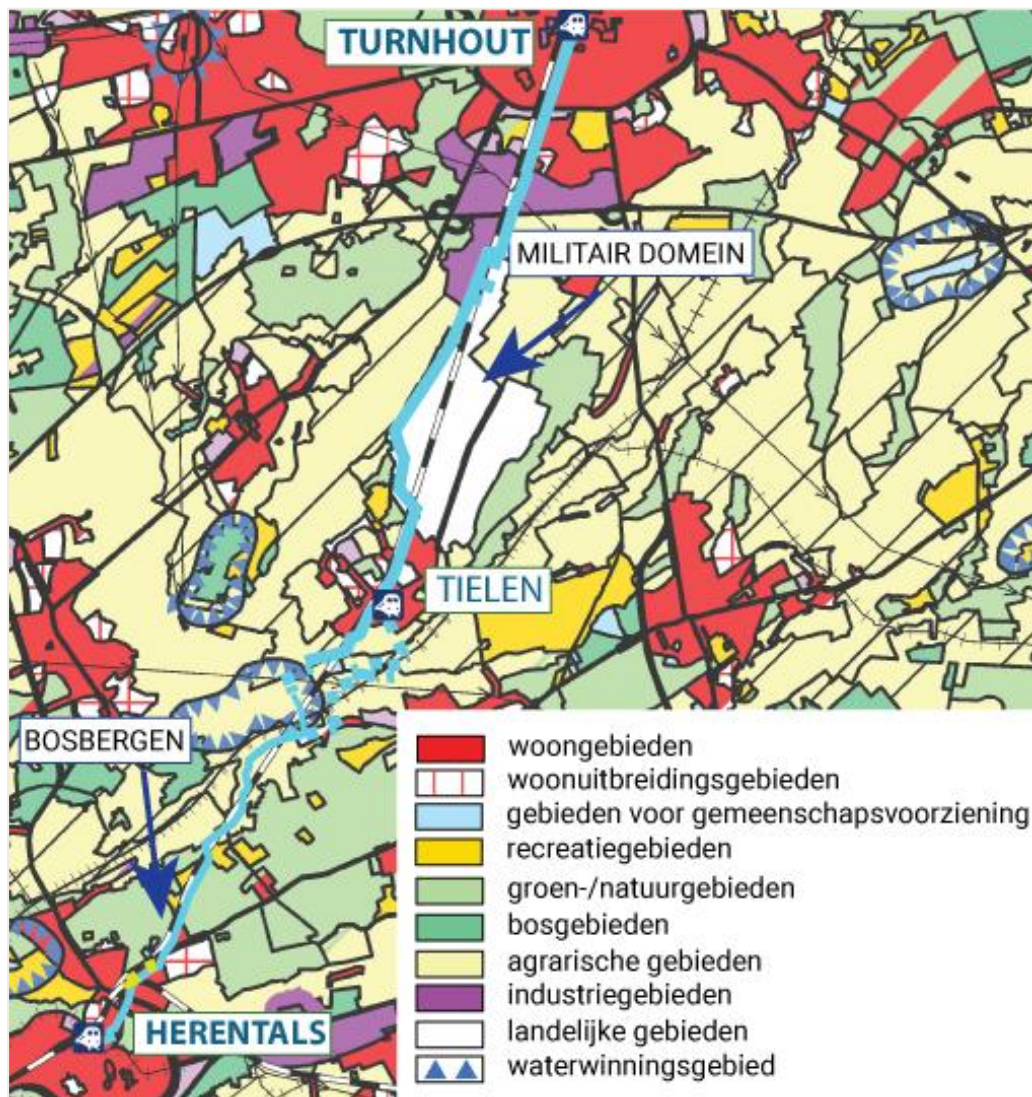 TURNHOUT
MILITAIR DOMEIN
TIELEN
BOSBERGEN
HERENTALS
woongebieden
woonuitbreidingsgebieden
gebieden voor gemeenschapsvoorziening
recreatiegebieden
groen-/natuurgebieden
bosgebieden
agrarische gebieden
industriegebieden
landelijke gebieden
waterwinningsgebied